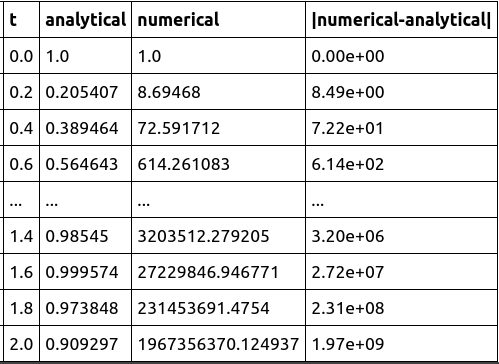 t analytical numerical |numerical-analytical|
0.0 1.0 1.0 0.00e+00
0.2 0.205407 8.69468 8.49e+00
0.4 0.389464 72.591712 7.22e+01
0.6 0.564643 614.261083 6.14e+02
... ... ... ...
1.4 0.98545 3203512.279205 3.20e+06
1.6 0.999574 27229846.946771 2.72e+07
1.8 0.973848 231453691.4754 2.31e+08
2.0 0.909297 1967356370.124937 1.97e+09